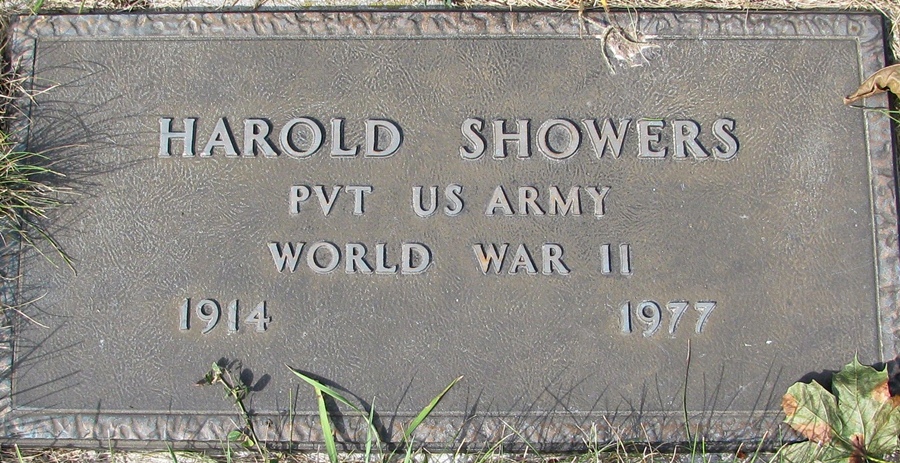 HAROLD SHOWERS
PVT US ARMY
WORLD WAR II
1914 1977